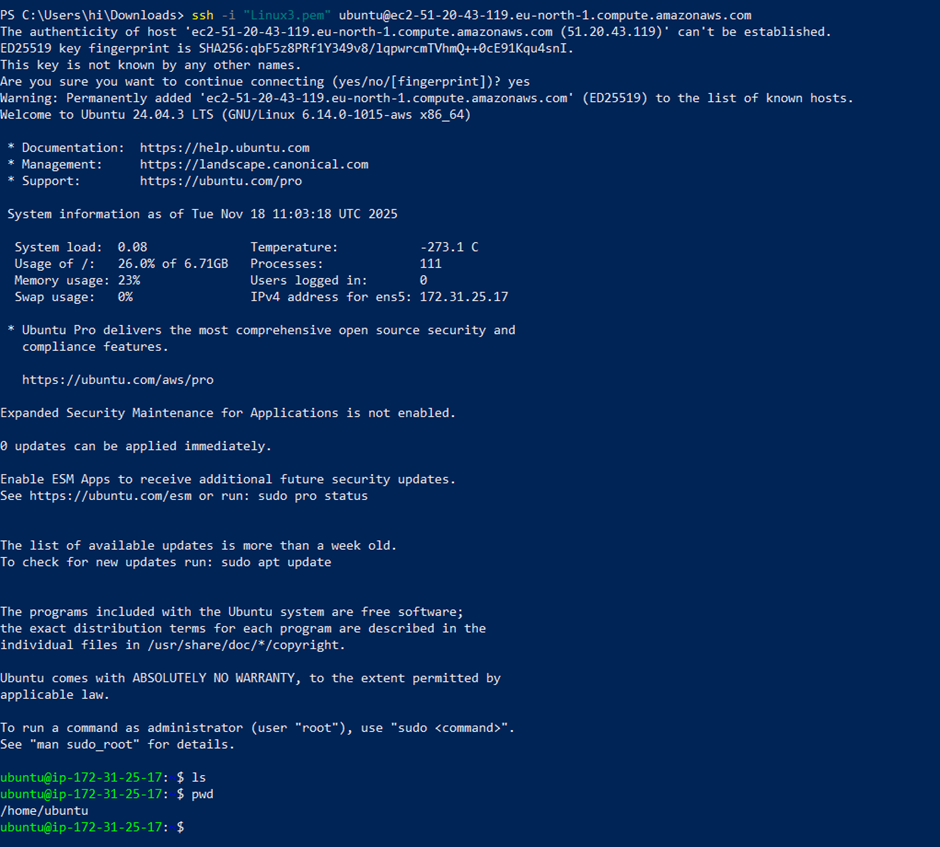 PS C:\Users\hi\Downloads> ssh -i "Linux3.pem" ubuntu@ec2-51-20-43-119.eu-north-1.compute.amazonaws.com
The authenticity of host 'ec2-51-20-43-119.eu-north-1.compute.amazonaws.com (51.20.43.119)' can't be established.
ED25519 key fingerprint is SHA256:qbF5z8PRf1Y349v8/lqpwrcmTVhmQ++0cE91Kqu4snI.
This key is not known by any other names.
Are you sure you want to continue connecting (yes/no/[fingerprint])? yes
Warning: Permanently added 'ec2-51-20-43-119.eu-north-1.compute.amazonaws.com' (ED25519) to the list of known hosts.
Welcome to Ubuntu 24.04.3 LTS (GNU/Linux 6.14.0-1015-aws x86_64)

 * Documentation:  https://help.ubuntu.com
 * Management:     https://landscape.canonical.com
 * Support:        https://ubuntu.com/pro

 System information as of Tue Nov 18 11:03:18 UTC 2025

  System load:  0.08              Temperature:           -273.1 C
  Usage of /:   26.0% of 6.71GB   Processes:             111
  Memory usage: 23%               Users logged in:       0
  Swap usage:   0%                IPv4 address for ens5: 172.31.25.17

 * Ubuntu Pro delivers the most comprehensive open source security and
   compliance features.

   https://ubuntu.com/aws/pro

Expanded Security Maintenance for Applications is not enabled.

0 updates can be applied immediately.

Enable ESM Apps to receive additional future security updates.
See https://ubuntu.com/esm or run: sudo pro status

The list of available updates is more than a week old.
To check for new updates run: sudo apt update

The programs included with the Ubuntu system are free software;
the exact distribution terms for each program are described in the
individual files in /usr/share/doc/*/copyright.

Ubuntu comes with ABSOLUTELY NO WARRANTY, to the extent permitted by
applicable law.

To run a command as administrator (user "root"), use "sudo <command>".
See "man sudo_root" for details.

ubuntu@ip-172-31-25-17: $ ls
ubuntu@ip-172-31-25-17: $ pwd
/home/ubuntu
ubuntu@ip-172-31-25-17: $